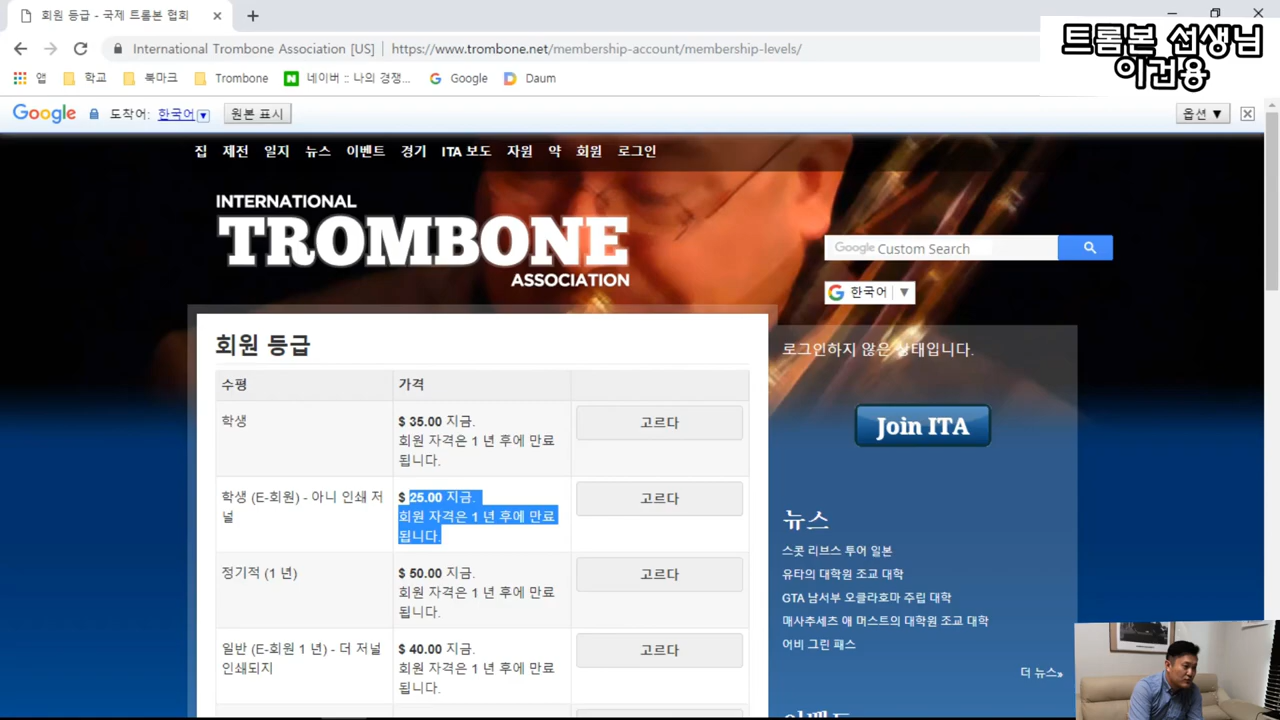 회원 등급 - 국제 트롬본 협회
International Trombone Association [US] | https://www.trombone.net/membership-account/membership-levels/
트롬본 선생님
이건용
앱 학교 북마크 Trombone 네이버 :: 나의 경쟁... Google Daum
Google 도착어: 한국어 ▼ 원본 표시 옵션 ▼
집 제전 일지 뉴스 이벤트 경기 ITA 보도 자원 약 회원 로그인
INTERNATIONAL
TROMBONE
ASSOCIATION
Google Custom Search
한국어 ▼
회원 등급
수평 가격
학생 $ 35.00 지금. 고르다
회원 자격은 1 년 후에 만료
됩니다.
학생 (E-회원) - 아니 인쇄 저 $ 25.00 지금. 고르다
널 회원 자격은 1 년 후에 만료
됩니다.
정기적 (1 년) $ 50.00 지금. 고르다
회원 자격은 1 년 후에 만료
됩니다.
일반 (E-회원 1 년) - 더 저널 $ 40.00 지금. 고르다
인쇄되지 회원 자격은 1 년 후에 만료
됩니다.
로그인하지 않은 상태입니다.
Join ITA
뉴스
스콧 리브스 투어 일본
유타의 대학원 조교 대학
GTA 남서부 오클라호마 주립 대학
매사추세츠 애 머스트의 대학원 조교 대학
어비 그린 패스
더 뉴스»